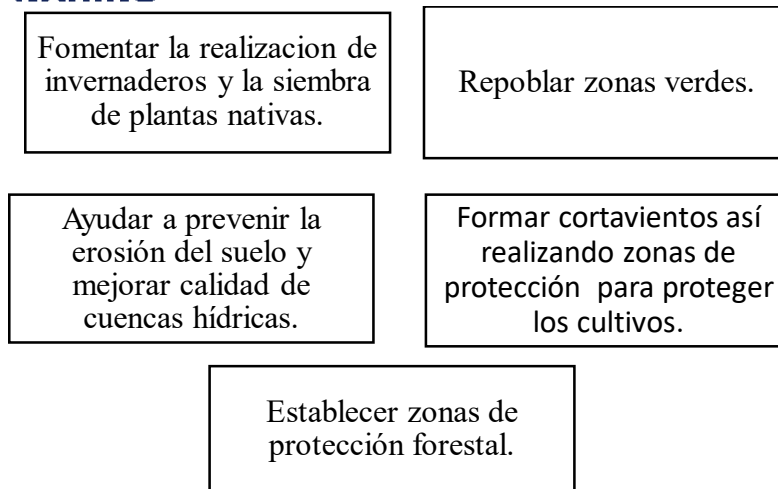 Fomentar la realizacion de
invernaderos y la siembra
de plantas nativas.
Repoblar zonas verdes.
Ayudar a prevenir la
erosión del suelo y
mejorar calidad de
cuencas hídricas.
Formar cortavientos así
realizando zonas de
protección para proteger
los cultivos.
Establecer zonas de
protección forestal.